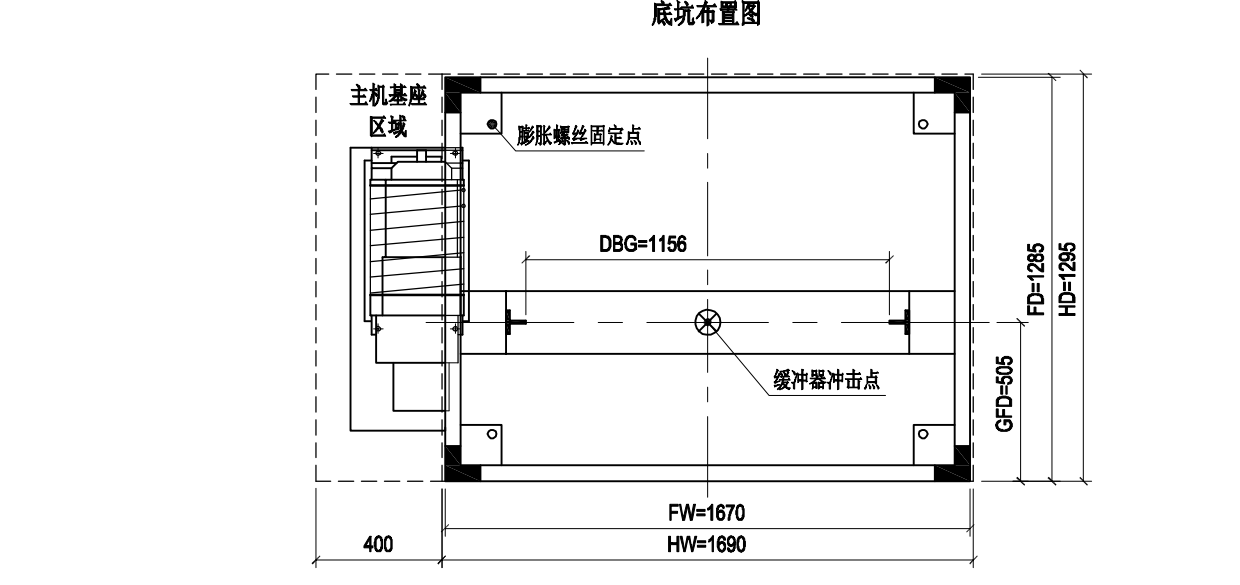 底坑布置图
主机基座
区域
膨胀螺丝固定点
DBG=1156
缓冲器冲击点
GFD=505
FD=1285
HD=1295
FW=1670
400
HW=1690